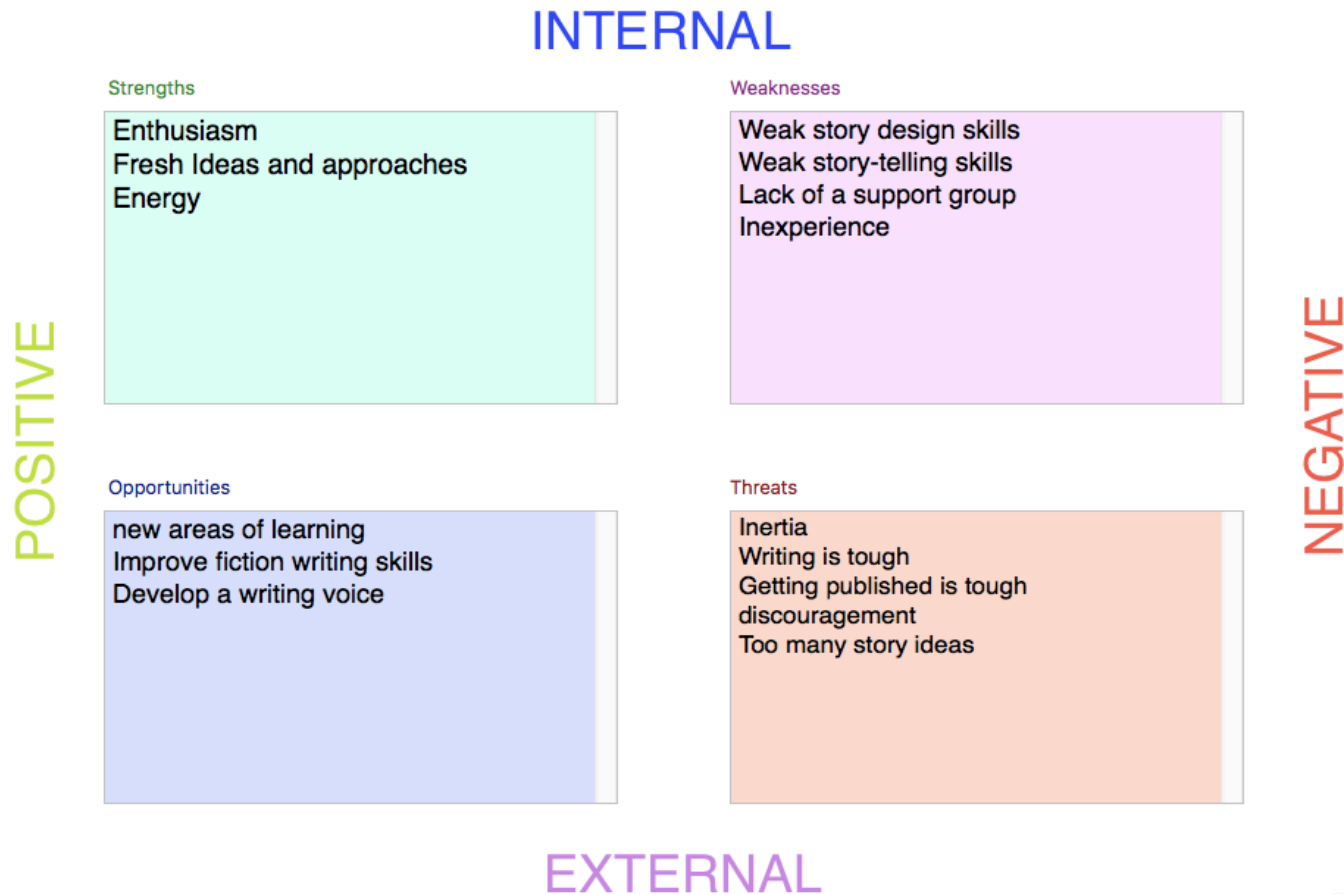 INTERNAL
Strengths
Enthusiasm
Fresh Ideas and approaches
Energy
Weaknesses
Weak story design skills
Weak story-telling skills
Lack of a support group
Inexperience
POSITIVE
NEGATIVE
Opportunities
new areas of learning
Improve fiction writing skills
Develop a writing voice
Threats
Inertia
Writing is tough
Getting published is tough
discouragement
Too many story ideas
EXTERNAL